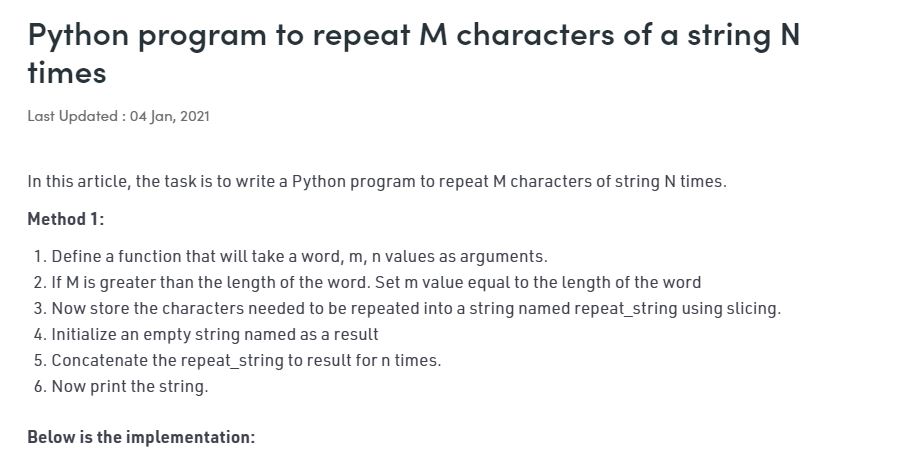 Python program to repeat M characters of a string N
times
Last Updated : 04 Jan, 2021
In this article, the task is to write a Python program to repeat M characters of string N times.
Method 1:
1. Define a function that will take a word, m, n values as arguments.
2. If M is greater than the length of the word. Set m value equal to the length of the word
3. Now store the characters needed to be repeated into a string named repeat_string using slicing.
4. Initialize an empty string named as a result
5. Concatenate the repeat_string to result for n times.
6. Now print the string.
Below is the implementation: